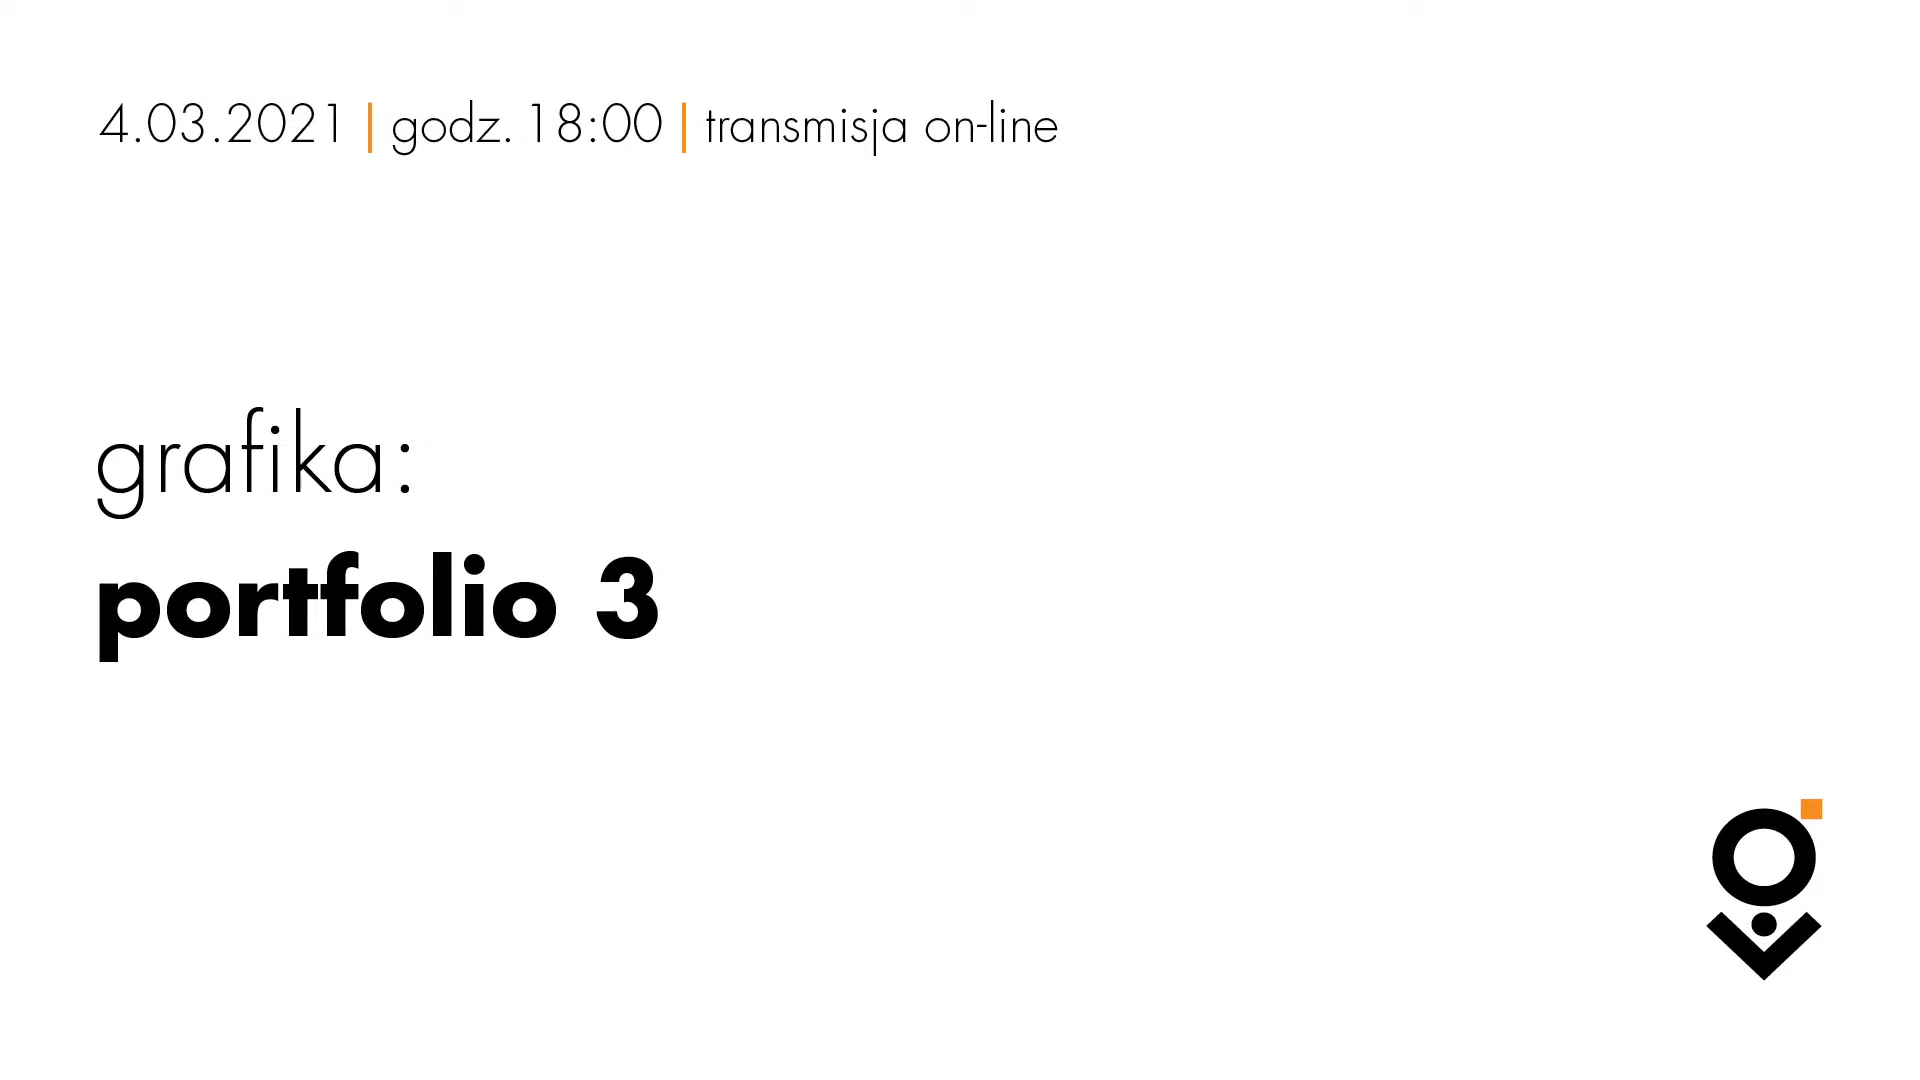 4.03.2021 | godz. 18:00 | transmisja on-line
grafika:
portfolio 3